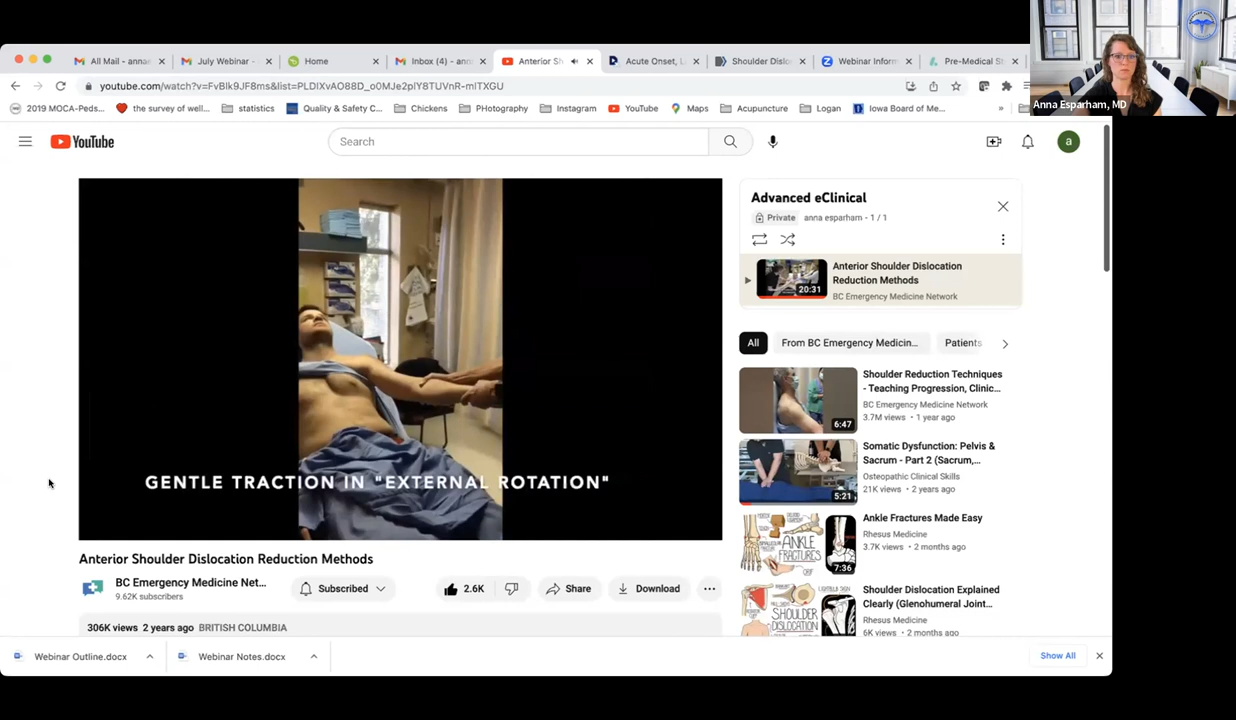 All Mail - annae
July Webinar -
Home
Inbox (4) - anna
Anterior Sh
Acute Onset, L
Shoulder Dislo
Webinar Inform
Pre-Medical St
Anna Esparham, MD
youtube.com/watch?v=FvBlk9JF8ms&list=PLDIXvAO88D_o0MJe2plY8TUVnR-mlTXGU
2019 MOCA-Peds...
the survey of well...
statistics
Quality & Safety C...
Chickens
PHotography
Instagram
YouTube
Maps
Acupuncture
Logan
Iowa Board of Me...
»
YouTube
Search
a
Advanced eClinical
Private anna esparham - 1 / 1
Anterior Shoulder Dislocation
Reduction Methods
BC Emergency Medicine Network
20:31
All
From BC Emergency Medicin...
Patients
Shoulder Reduction Techniques
- Teaching Progression, Clinic...
BC Emergency Medicine Network
3.7M views • 1 year ago
6:47
Somatic Dysfunction: Pelvis &
Sacrum - Part 2 (Sacrum,...
Osteopathic Clinical Skills
21K views • 2 years ago
5:21
GENTLE TRACTION IN "EXTERNAL ROTATION"
Ankle Fractures Made Easy
Rhesus Medicine
3.7K views • 2 months ago
ANKLE
FRACTURES
7:36
Anterior Shoulder Dislocation Reduction Methods
BC Emergency Medicine Net...
9.62K subscribers
Subscribed
2.6K
Share
Download
Shoulder Dislocation Explained
Clearly (Glenohumeral Joint...
Rhesus Medicine
6K views • 2 months ago
SHOULDER
DISLOCATION
306K views 2 years ago BRITISH COLUMBIA
Webinar Outline.docx
Webinar Notes.docx
Show All